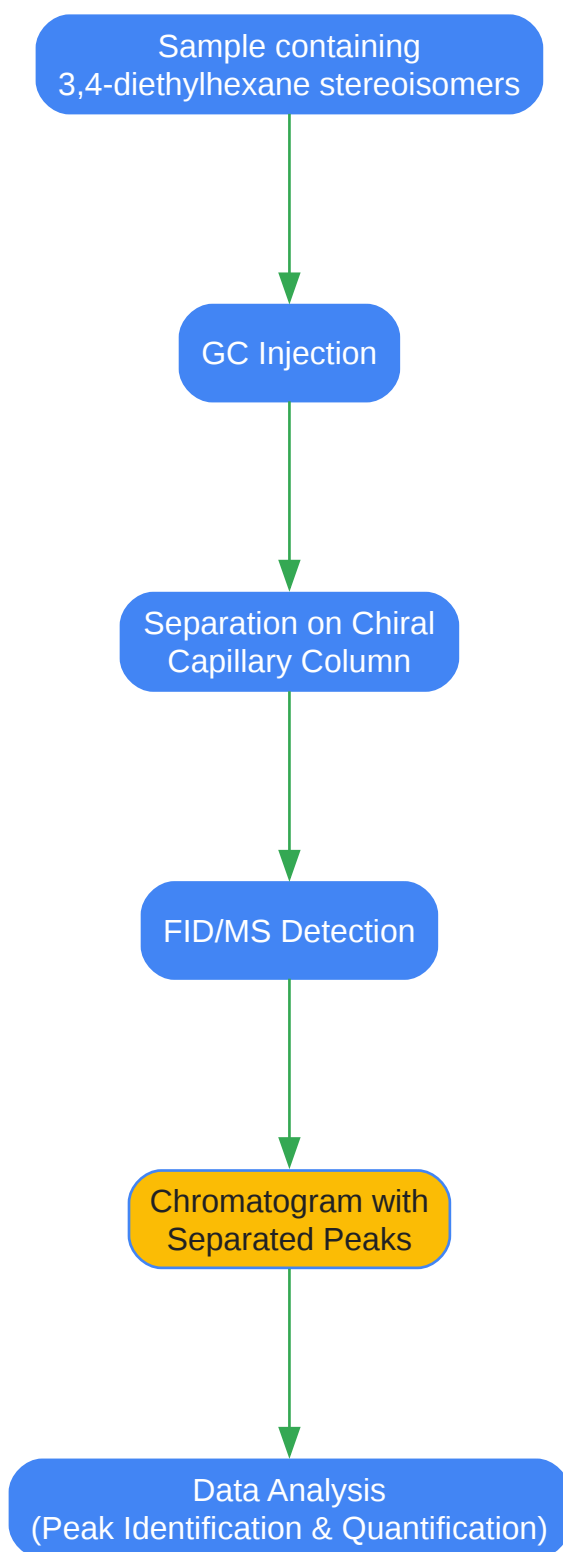 Sample containing
3,4-diethylhexane stereoisomers
GC Injection
Separation on Chiral
Capillary Column
FID/MS Detection
Chromatogram with
Separated Peaks
Data Analysis
(Peak Identification & Quantification)